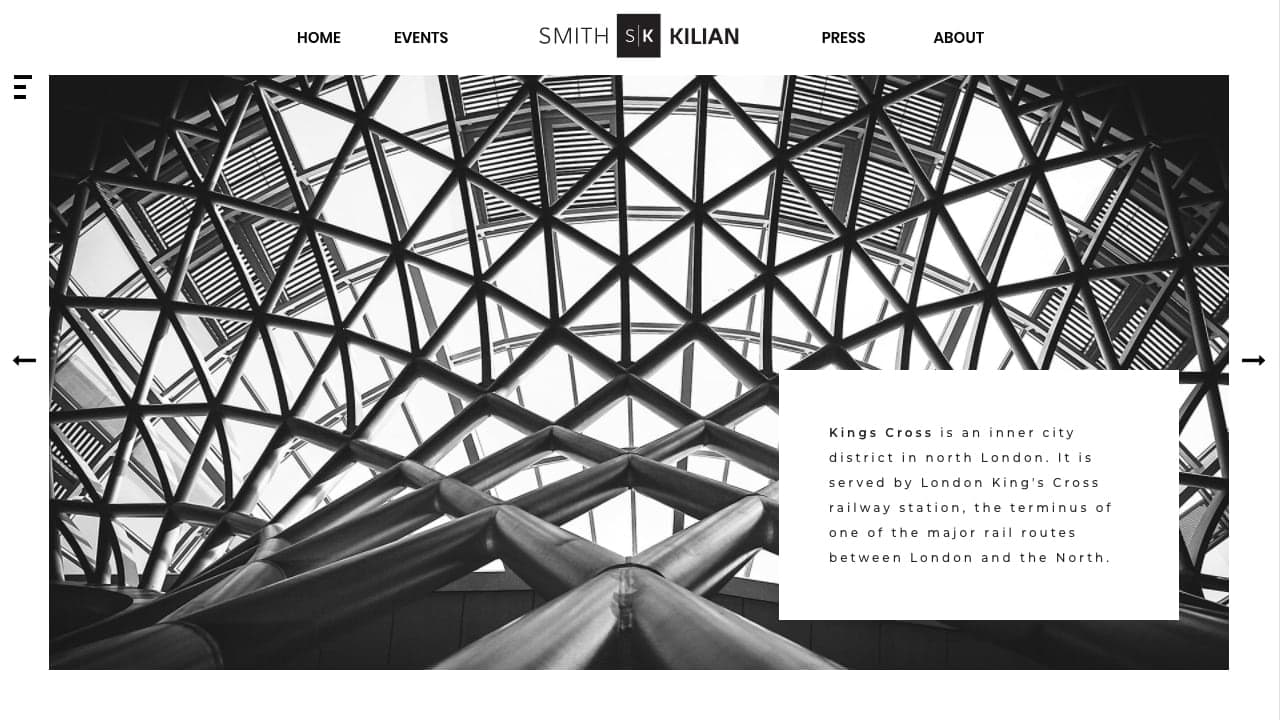 HOME EVENTS SMITH S|K KILIAN PRESS ABOUT
Kings Cross is an inner city
district in north London. It is
served by London King's Cross
railway station, the terminus of
one of the major rail routes
between London and the North.